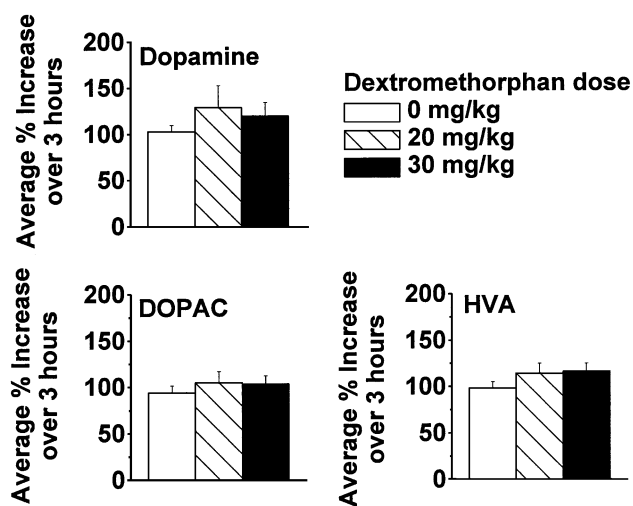 Average % Increase
over 3 hours
200
150
100
50
0
Dopamine
Dextromethorphan dose
0 mg/kg
20 mg/kg
30 mg/kg
Average % Increase
over 3 hours
200
150
100
50
0
DOPAC
Average % Increase
over 3 hours
200
150
100
50
0
HVA